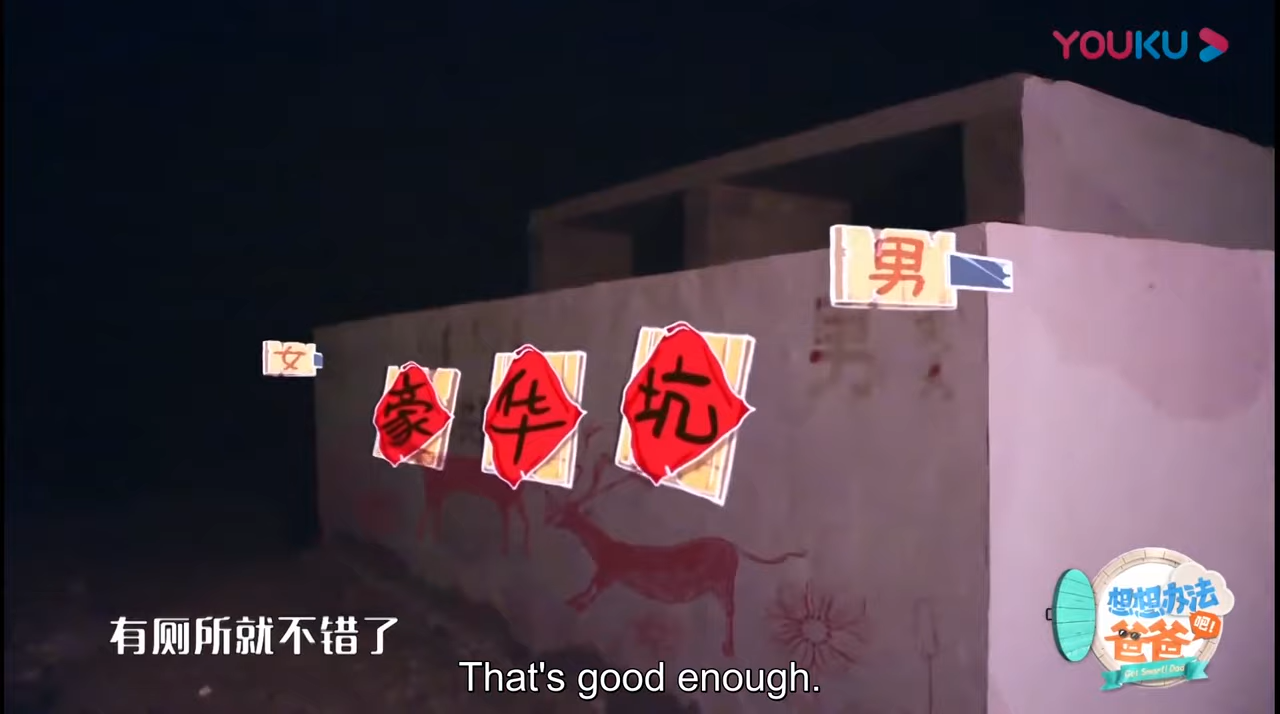 YOUKU
男
女
豪华坑
男
想想办法
吧!
爸爸
Get Smart! Dad
有厕所就不错了
That's good enough.